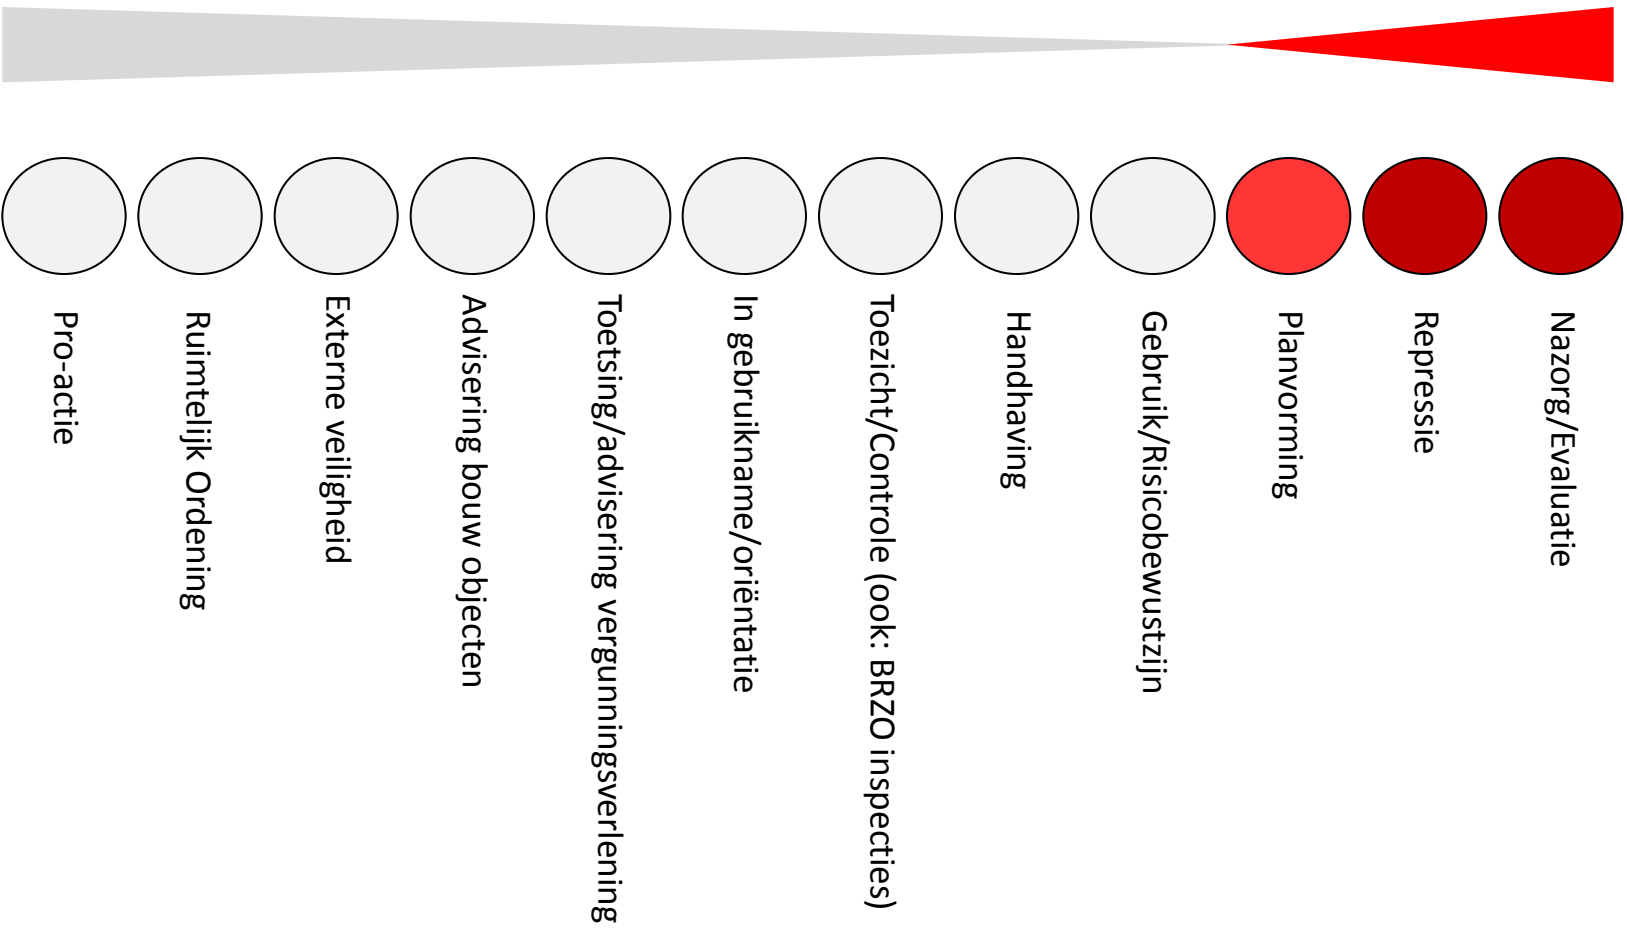 Pro-actie
Ruimtelijk Ordening
Externe veiligheid
Advisering bouw objecten
Toetsing/advisering vergunningsverlening
In gebruikname/oriëntatie
Toezicht/Controle (ook: BRZO inspecties)
Handhaving
Gebruik/Risicobewustzijn
Planvorming
Repressie
Nazorg/Evaluatie